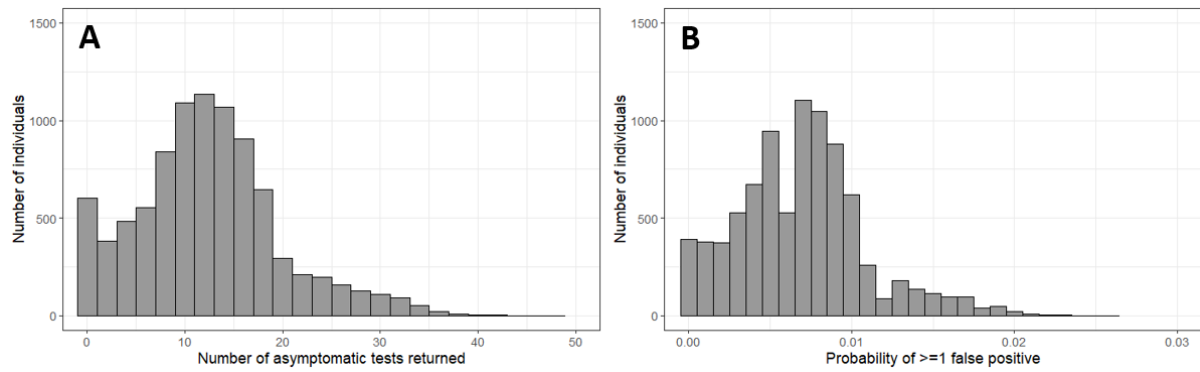 A
1500
1000
500
0
Number of individuals
0 10 20 30 40 50
Number of asymptomatic tests returned
B
1500
1000
500
0
Number of individuals
0.00 0.01 0.02 0.03
Probability of >=1 false positive